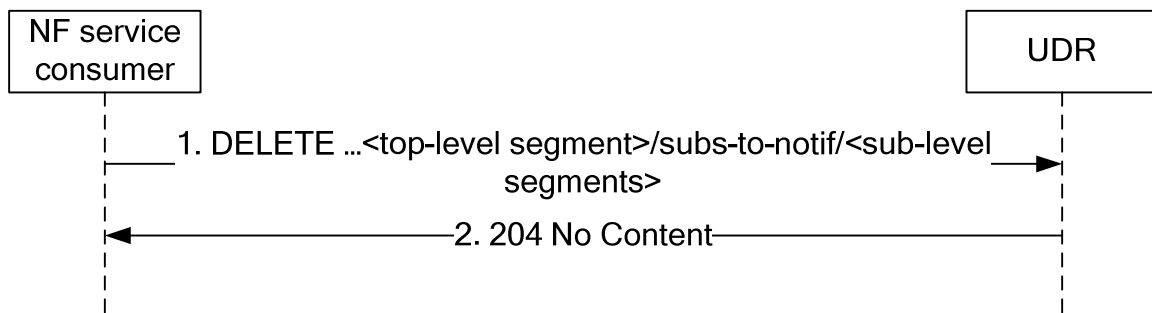 NF service
consumer
UDR
1. DELETE ...<top-level segment>/subs-to-notif/<sub-level
segments>
2. 204 No Content